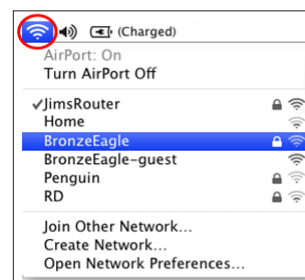 (Charged)
AirPort: On
Turn AirPort Off
✓JimsRouter
Home
BronzeEagle
BronzeEagle-guest
Penguin
RD
Join Other Network...
Create Network...
Open Network Preferences...